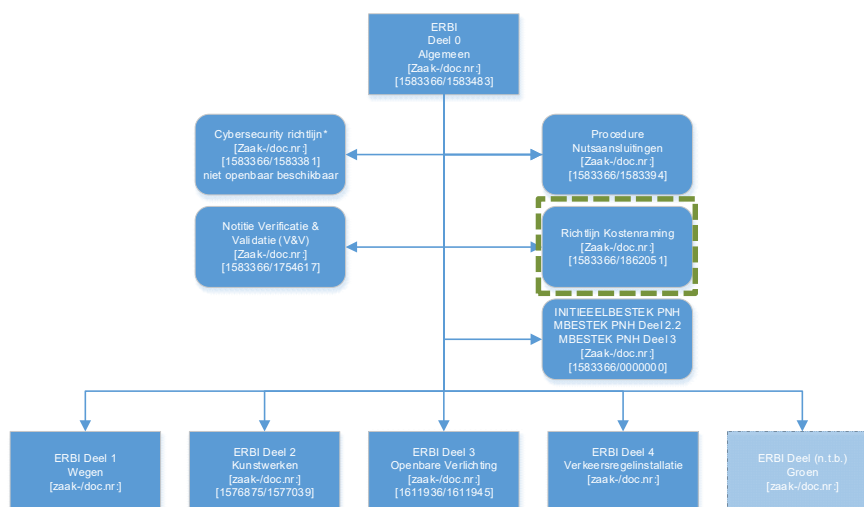 ERBI
Deel 0
Algemeen
[Zaak-/doc.nr:]
[1583366/1583483]
Cybersecurity richtlijn*
[Zaak-/doc.nr:]
[1583366/1583381]
niet openbaar beschikbaar
Procedure
Nutsaansluitingen
[Zaak-/doc.nr:]
[1583366/1583394]
Notitie Verificatie &
Validatie (V&V)
[Zaak-/doc.nr:]
[1583366/1754617]
Richtlijn Kostenraming
[Zaak-/doc.nr:]
[1583366/1862051]
INITIEEELBESTEK PNH
MBESTEK PNH Deel 2.2
MBESTEK PNH Deel 3
[Zaak-/doc.nr:]
[1583366/0000000]
ERBI Deel 1
Wegen
[zaak-/doc.nr:]
ERBI Deel 2
Kunstwerken
[zaak-/doc.nr:]
[1576875/1577039]
ERBI Deel 3
Openbare Verlichting
[zaak-/doc.nr:]
[1611936/1611945]
ERBI Deel 4
Verkeersregelinstallatie
[zaak-/doc.nr:]
ERBI Deel (n.t.b.)
Groen
[zaak-/doc.nr:]